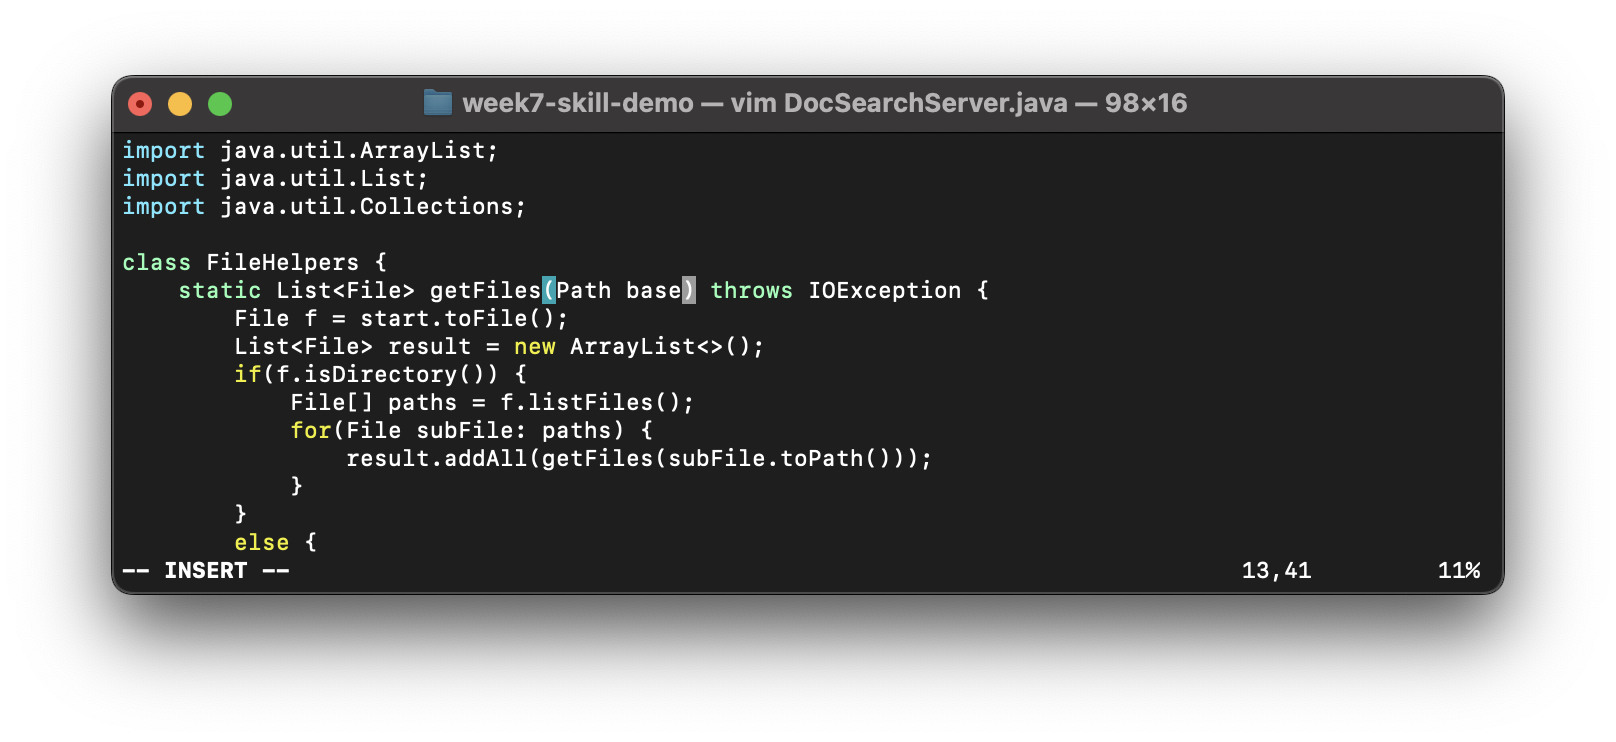 week7-skill-demo — vim DocSearchServer.java — 98×16
import java.util.ArrayList;
import java.util.List;
import java.util.Collections;
class FileHelpers {
    static List<File> getFiles(Path base) throws IOException {
        File f = start.toFile();
        List<File> result = new ArrayList<>();
        if(f.isDirectory()) {
            File[] paths = f.listFiles();
            for(File subFile: paths) {
                result.addAll(getFiles(subFile.toPath()));
            }
        }
        else {
-- INSERT --                    13,41         11%